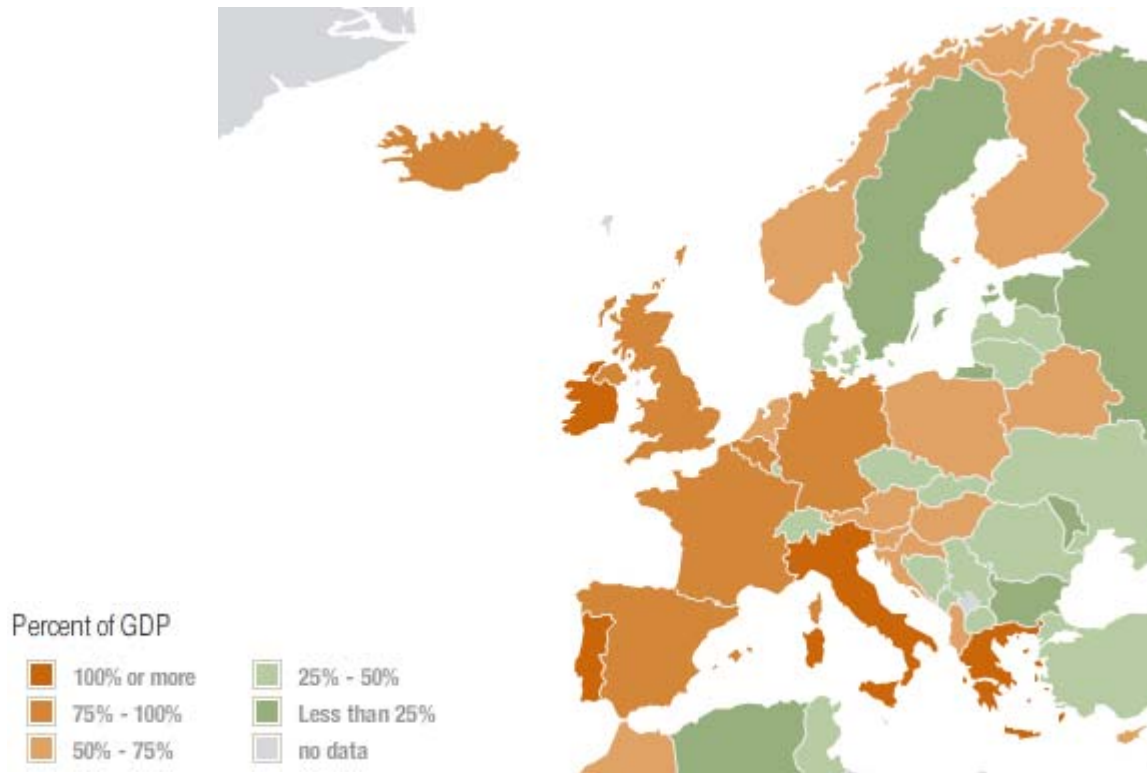 Percent of GDP
100% or more
75% - 100%
50% - 75%
25% - 50%
Less than 25%
no data